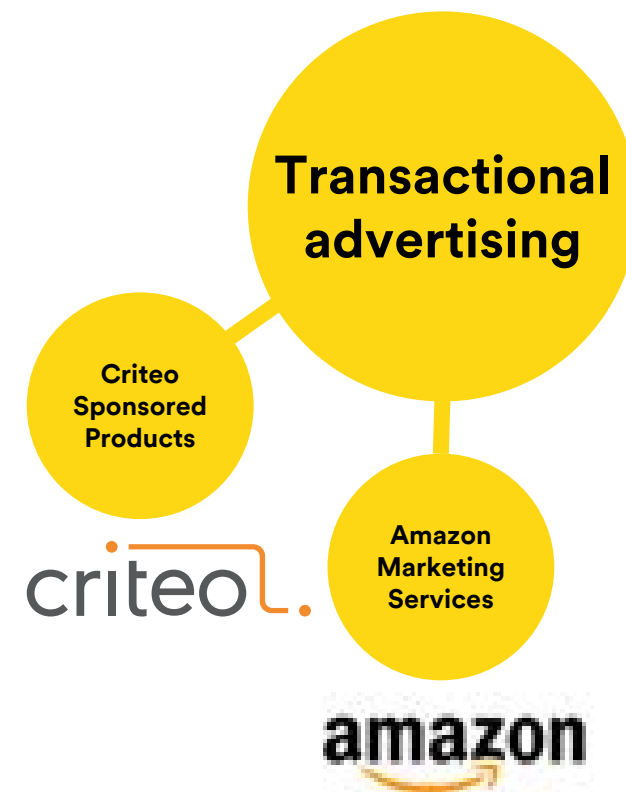 Transactional
advertising
Criteo
Sponsored
Products
criteo
Amazon
Marketing
Services
amazon